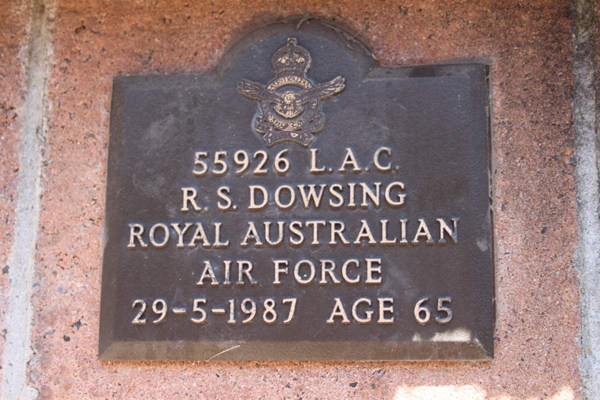 55926 L.A.C.
R. S. DOWSING
ROYAL AUSTRALIAN
AIR FORCE
29-5-1987 AGE 65